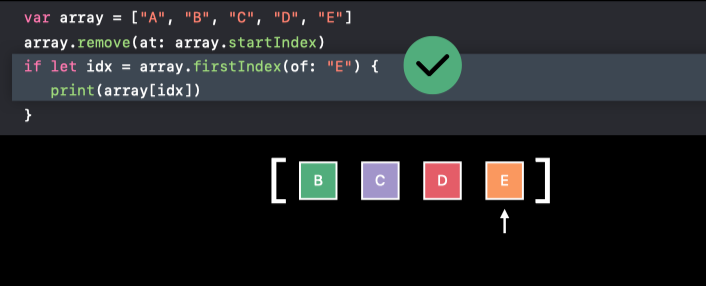 var array = ["A", "B", "C", "D", "E"]
array.remove(at: array.startIndex)
if let idx = array.firstIndex(of: "E") {
   print(array[idx])
}
[ B C D E ]